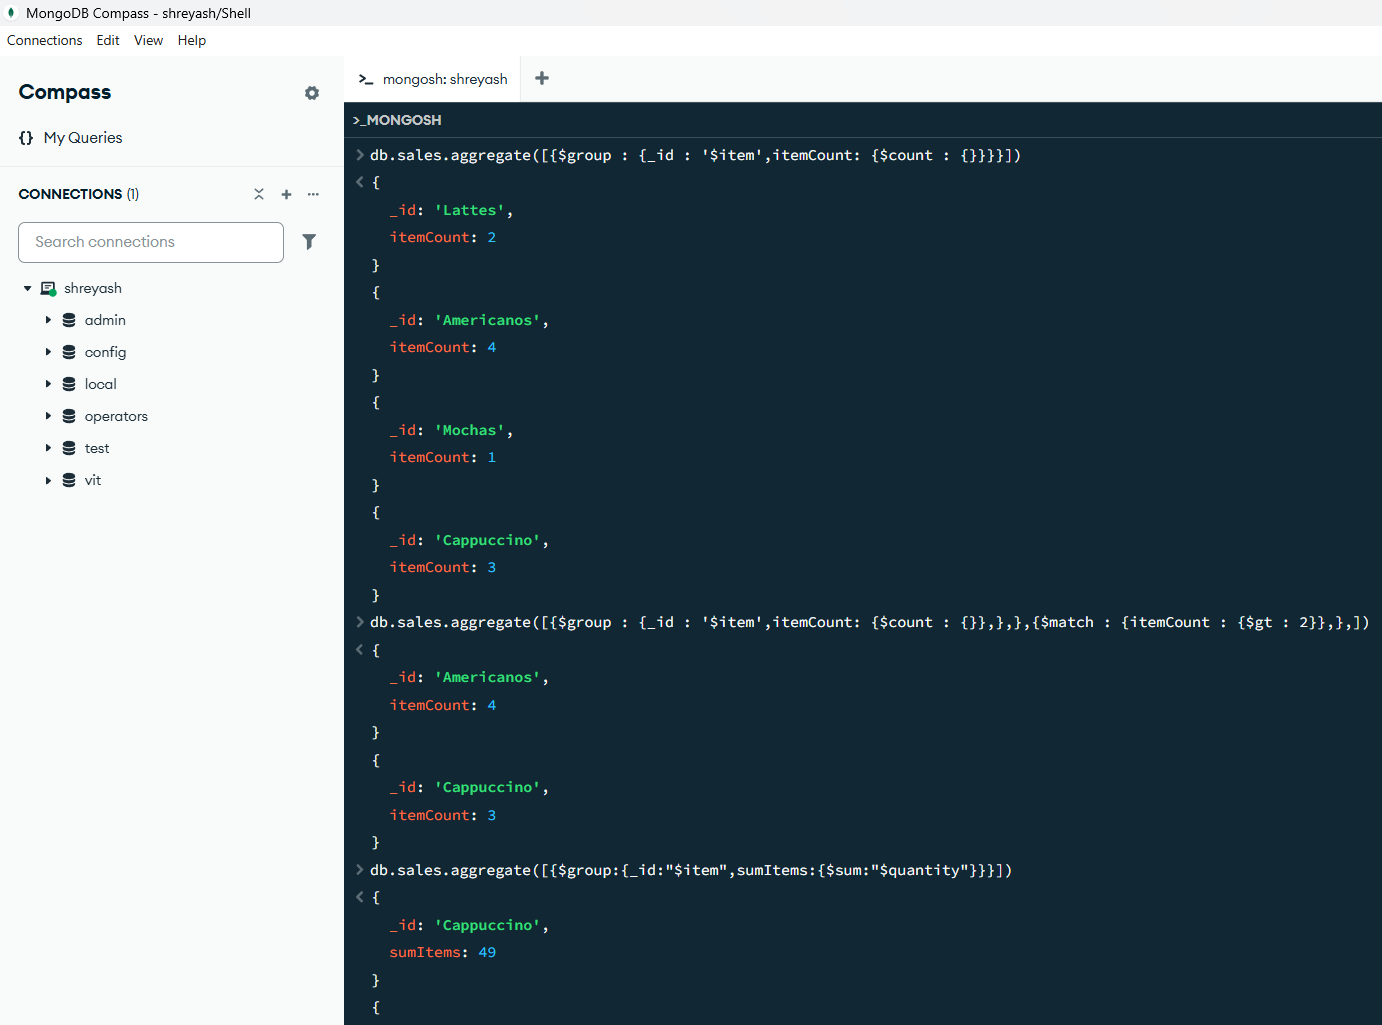 MongoDB Compass - shreyash/Shell
Connections Edit View Help
Compass
{} My Queries
CONNECTIONS (1)
Search connections
shreyash
admin
config
local
operators
test
vit
>_ mongosh: shreyash +
>_MONGOSH
> db.sales.aggregate([{$group : {_id : '$item',itemCount: {$count : {}}}}])
< {
_id: 'Lattes',
itemCount: 2
}
{
_id: 'Americanos',
itemCount: 4
}
{
_id: 'Mochas',
itemCount: 1
}
{
_id: 'Cappuccino',
itemCount: 3
}
> db.sales.aggregate([{$group : {_id : '$item',itemCount: {$count : {}},},},{$match : {itemCount : {$gt : 2}},},])
< {
_id: 'Americanos',
itemCount: 4
}
{
_id: 'Cappuccino',
itemCount: 3
}
> db.sales.aggregate([{$group:{_id:"$item",sumItems:{$sum:"$quantity"}}}])
< {
_id: 'Cappuccino',
sumItems: 49
}
{